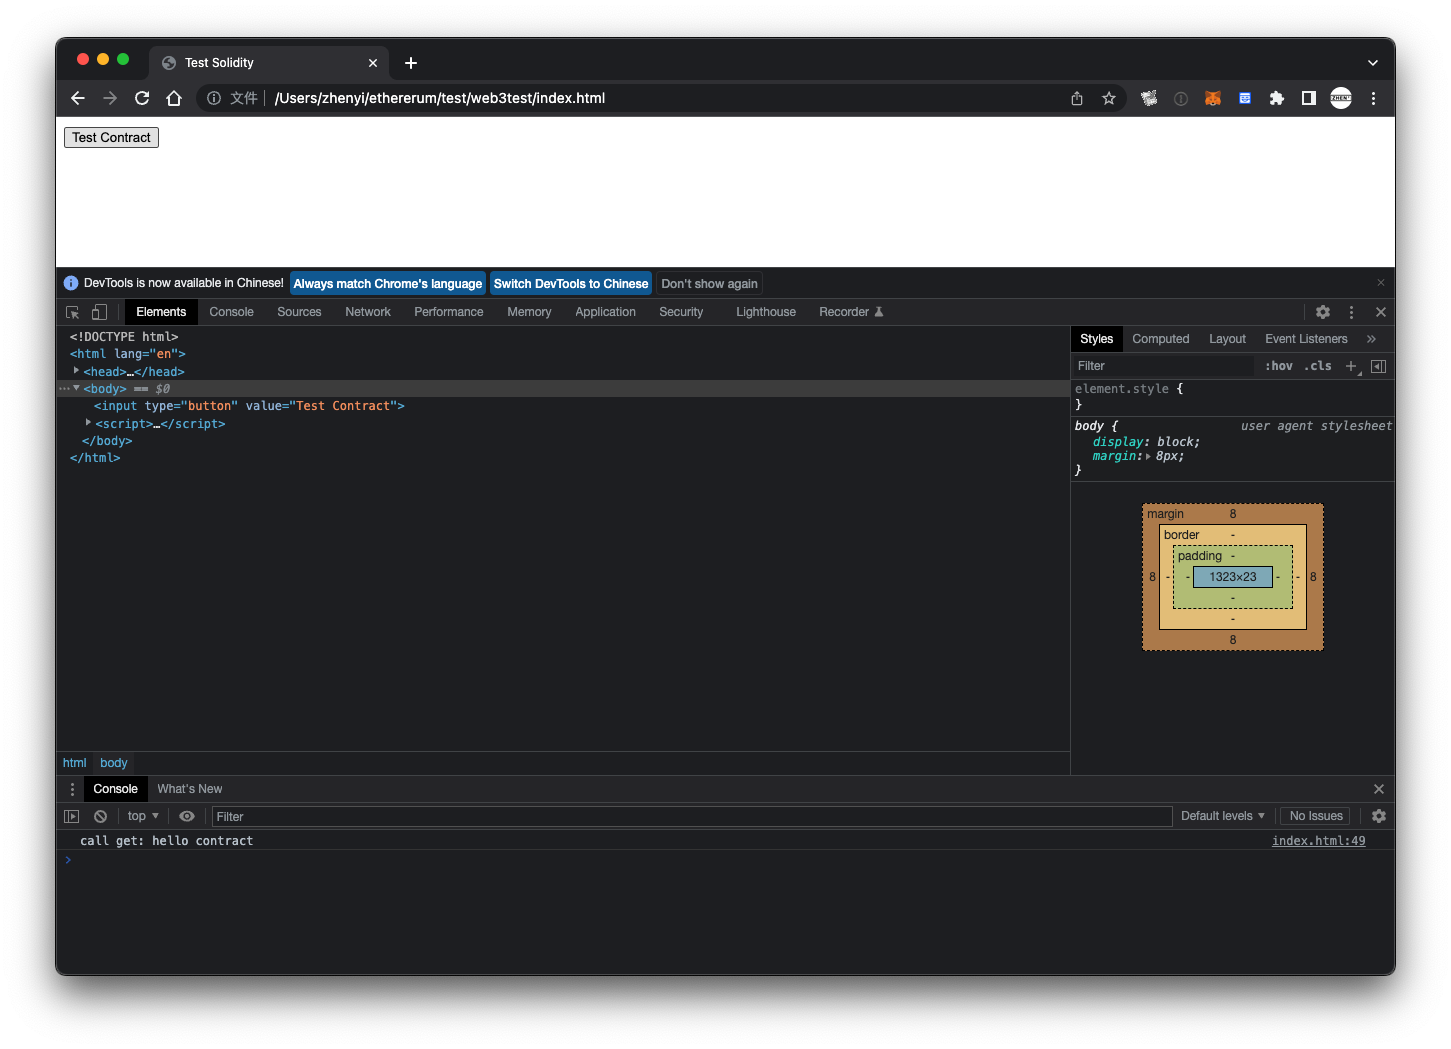 Test Solidity
文件 /Users/zhenyi/ethererum/test/web3test/index.html
Test Contract
DevTools is now available in Chinese! Always match Chrome's language Switch DevTools to Chinese Don't show again
Elements Console Sources Network Performance Memory Application Security Lighthouse Recorder
<!DOCTYPE html>
<html lang="en">
<head>…</head>
<body> == $0
<input type="button" value="Test Contract">
<script>…</script>
</body>
</html>
Styles Computed Layout Event Listeners
Filter :hov .cls
element.style {
}
body { user agent stylesheet
display: block;
margin: 8px;
}
margin 8
border -
padding -
8 - - 1323×23 - - 8
-
-
8
html body
Console What's New
top Filter Default levels No Issues
call get: hello contract index.html:49